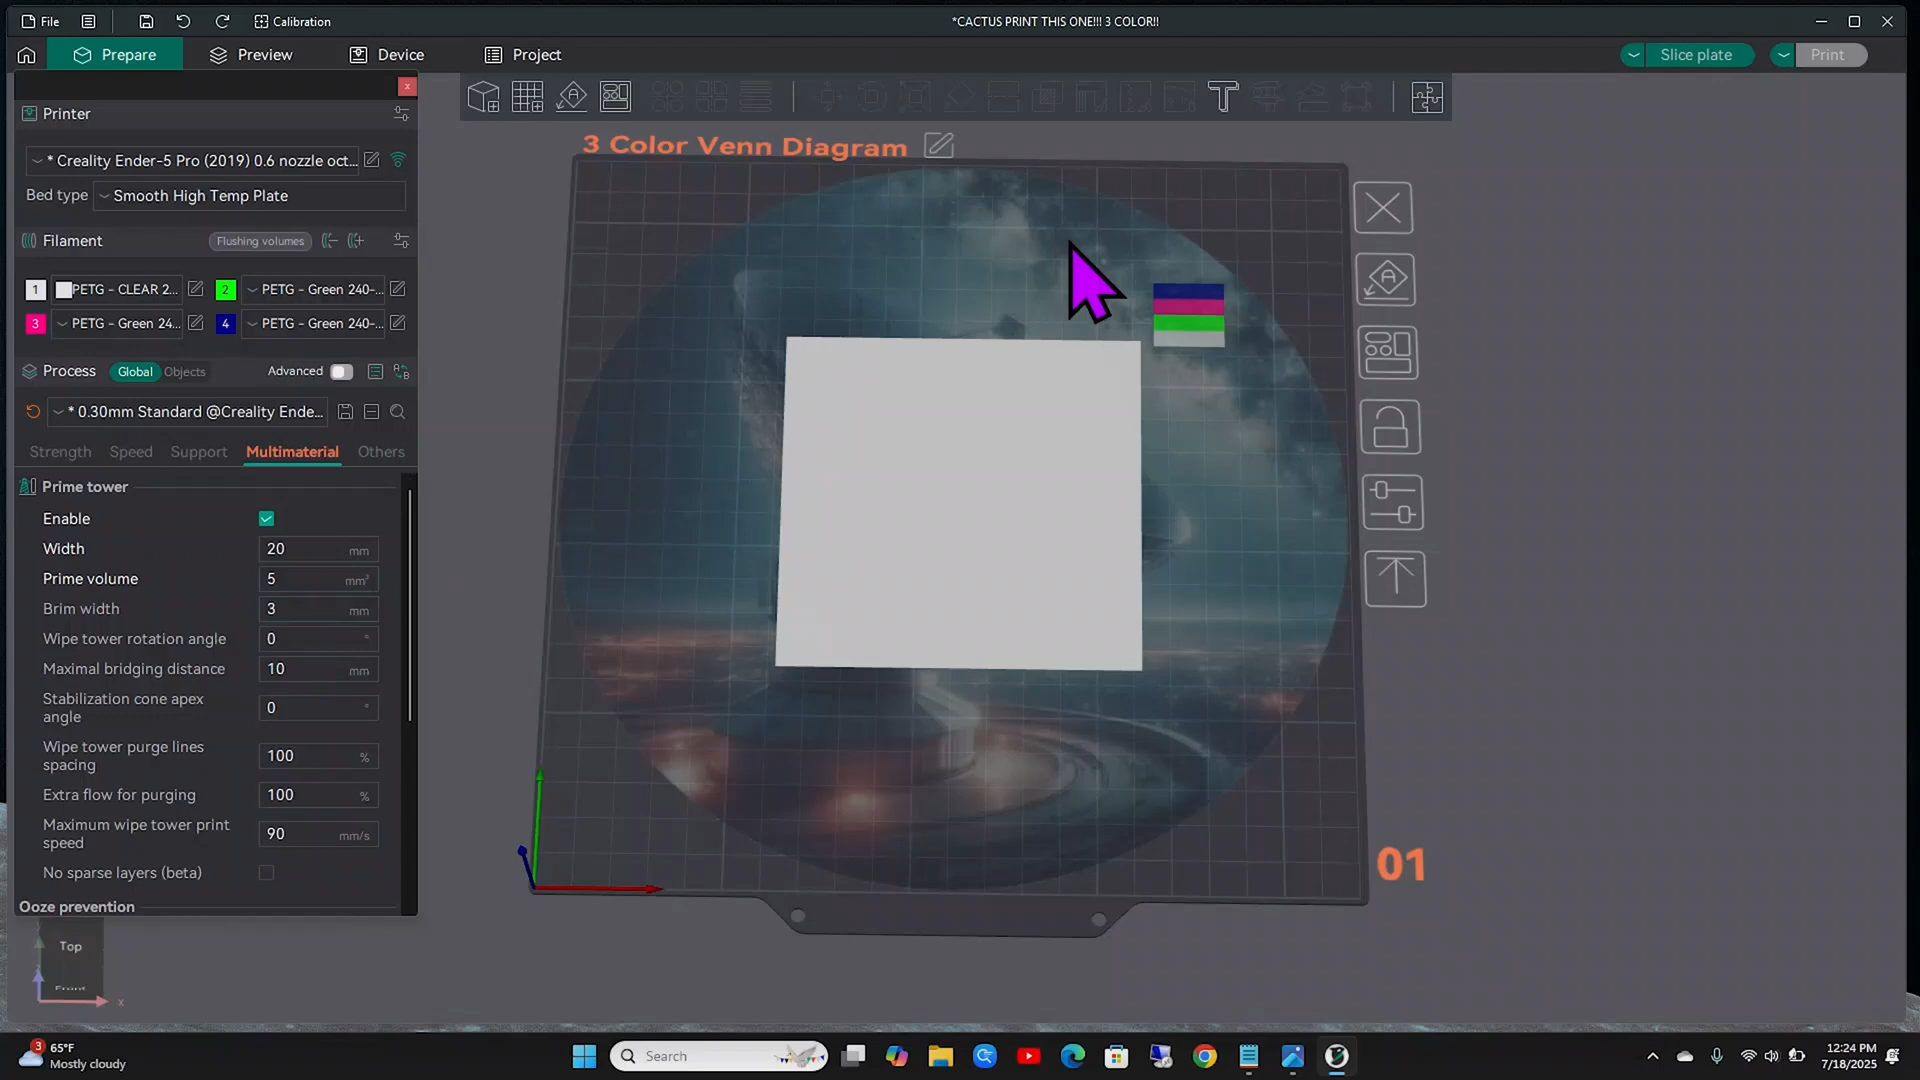 File
Calibration
*CACTUS PRINT THIS ONE!!! 3 COLOR!!
Prepare
Preview
Device
Project
Slice plate
Print
Printer
* Creality Ender-5 Pro (2019) 0.6 nozzle oct...
Bed type
Smooth High Temp Plate
Filament
Flushing volumes
1 PETG - CLEAR 2...
2 PETG - Green 240-...
3 PETG - Green 24...
4 PETG - Green 240-...
Process
Global
Objects
Advanced
* 0.30mm Standard @Creality Ende...
Strength
Speed
Support
Multimaterial
Others
Prime tower
Enable
Width 20 mm
Prime volume 5 mm³
Brim width 3 mm
Wipe tower rotation angle 0 °
Maximal bridging distance 10 mm
Stabilization cone apex
angle 0 °
Wipe tower purge lines
spacing 100 %
Extra flow for purging 100 %
Maximum wipe tower print
speed 90 mm/s
No sparse layers (beta)
Ooze prevention
3 Color Venn Diagram
01
Top
Front
x
3
65°F
Mostly cloudy
Search
12:24 PM
7/18/2025